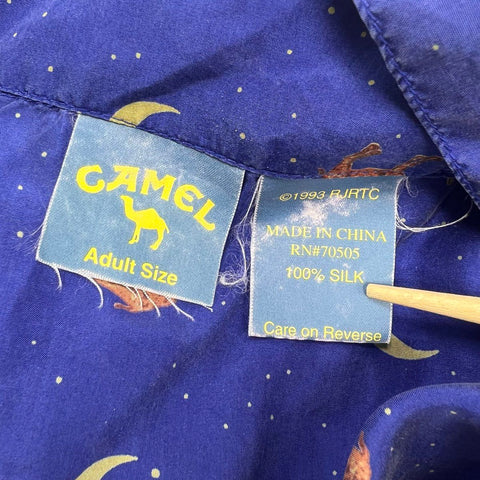 CAMEL
Adult Size
©1993 RJRTC
MADE IN CHINA
RN#70505
100% SILK
Care on Reverse